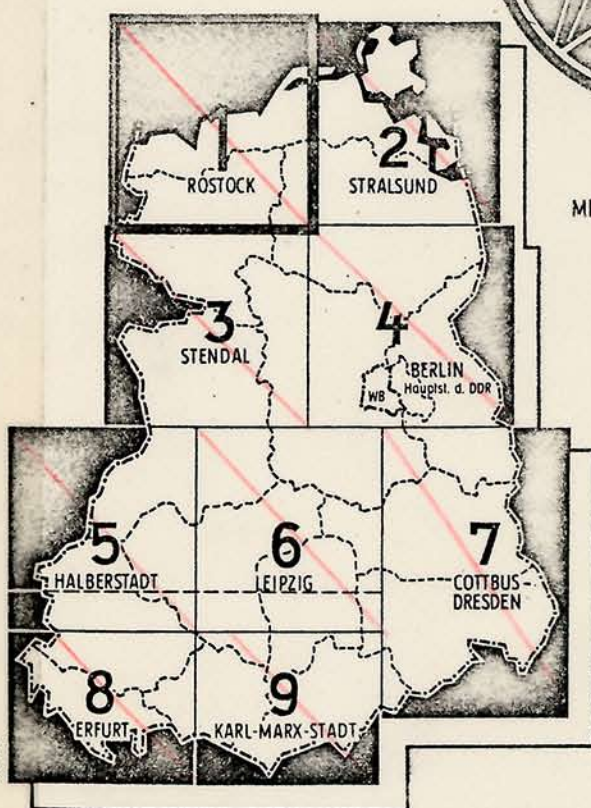 1
ROSTOCK
2
STRALSUND
3
STENDAL
4
BERLIN
Hauptst. d. DDR
WB
5
HALBERSTADT
6
LEIPZIG
7
COTTBUS
DRESDEN
8
ERFURT
9
KARL-MARX-STADT